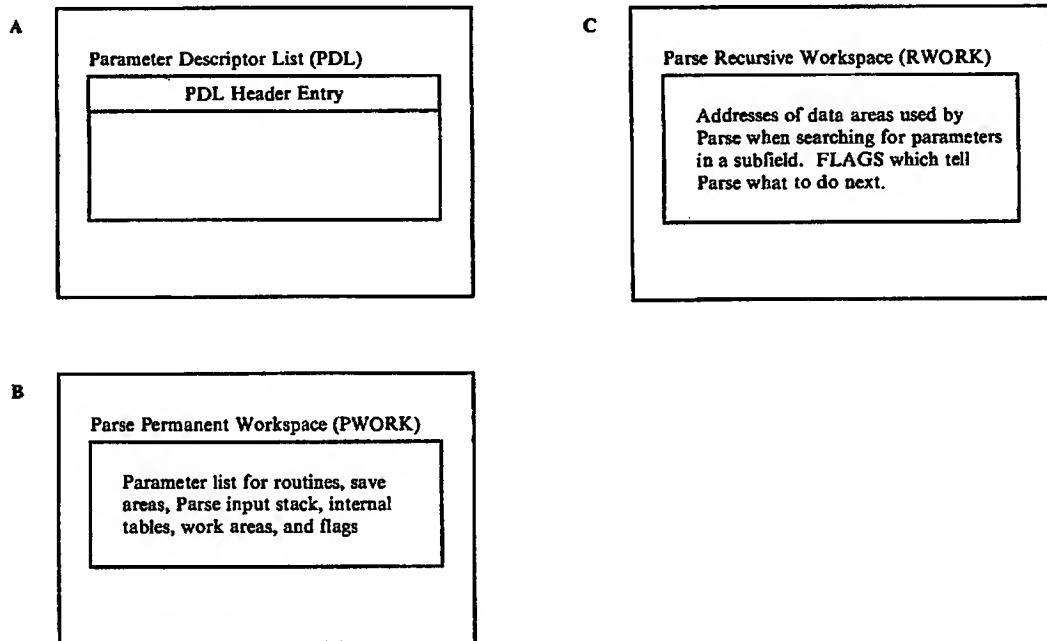 A
Parameter Descriptor List (PDL)
PDL Header Entry
B
Parse Permanent Workspace (PWORK)
Parameter list for routines, save
areas, Parse input stack, internal
tables, work areas, and flags
C
Parse Recursive Workspace (RWORK)
Addresses of data areas used by
Parse when searching for parameters
in a subfield. FLAGS which tell
Parse what to do next.